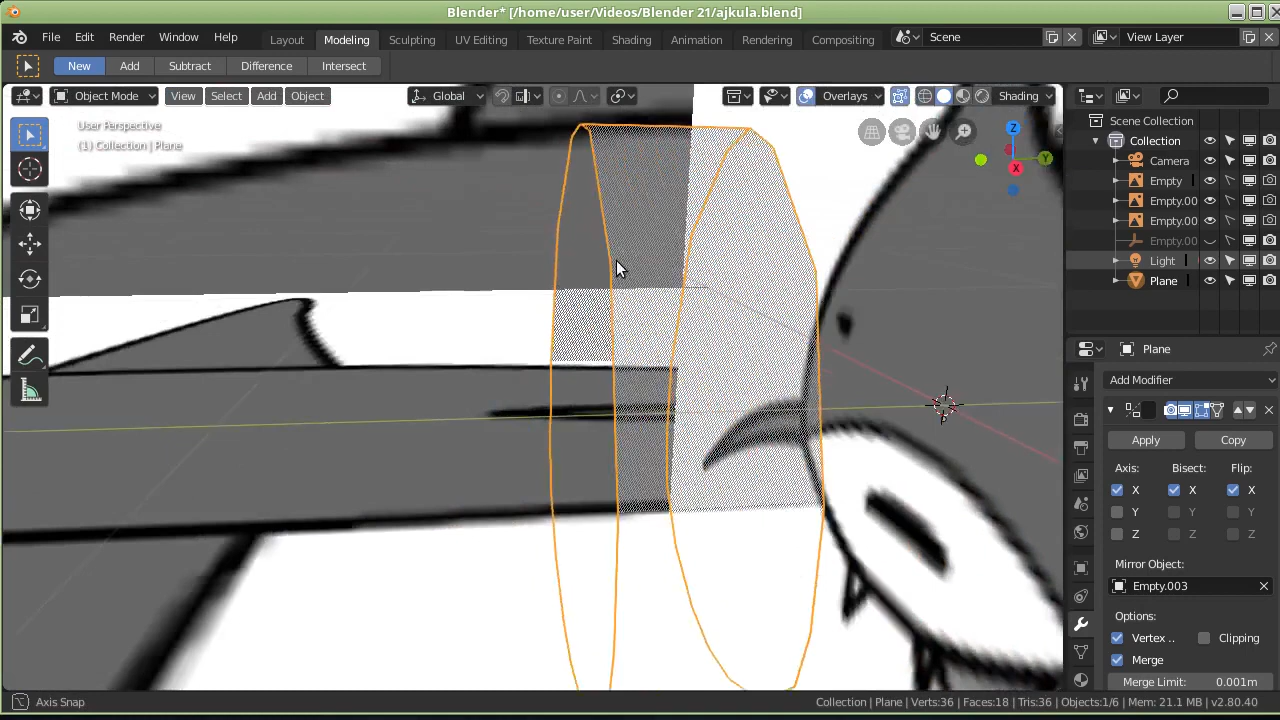 Blender* [/home/user/Videos/Blender 21/ajkula.blend]
File Edit Render Window Help Layout Modeling Sculpting UV Editing Texture Paint Shading Animation Rendering Compositing Scene View Layer
New Add Subtract Difference Intersect
Object Mode View Select Add Object Global Overlays Shading
User Perspective
(1) Collection | Plane
Z
Y
X
Scene Collection
Collection
Camera
Empty
Empty.00
Empty.00
Empty.00
Light
Plane
Plane
Add Modifier
Apply Copy
Axis: Bisect: Flip:
X X X
Y Y Y
Z Z Z
Mirror Object:
Empty.003
Options:
Vertex .. Clipping
Merge
Merge Limit: 0.001m
Axis Snap Collection | Plane | Verts:36 | Faces:18 | Tris:36 | Objects:1/6 | Mem: 21.1 MB | v2.80.40